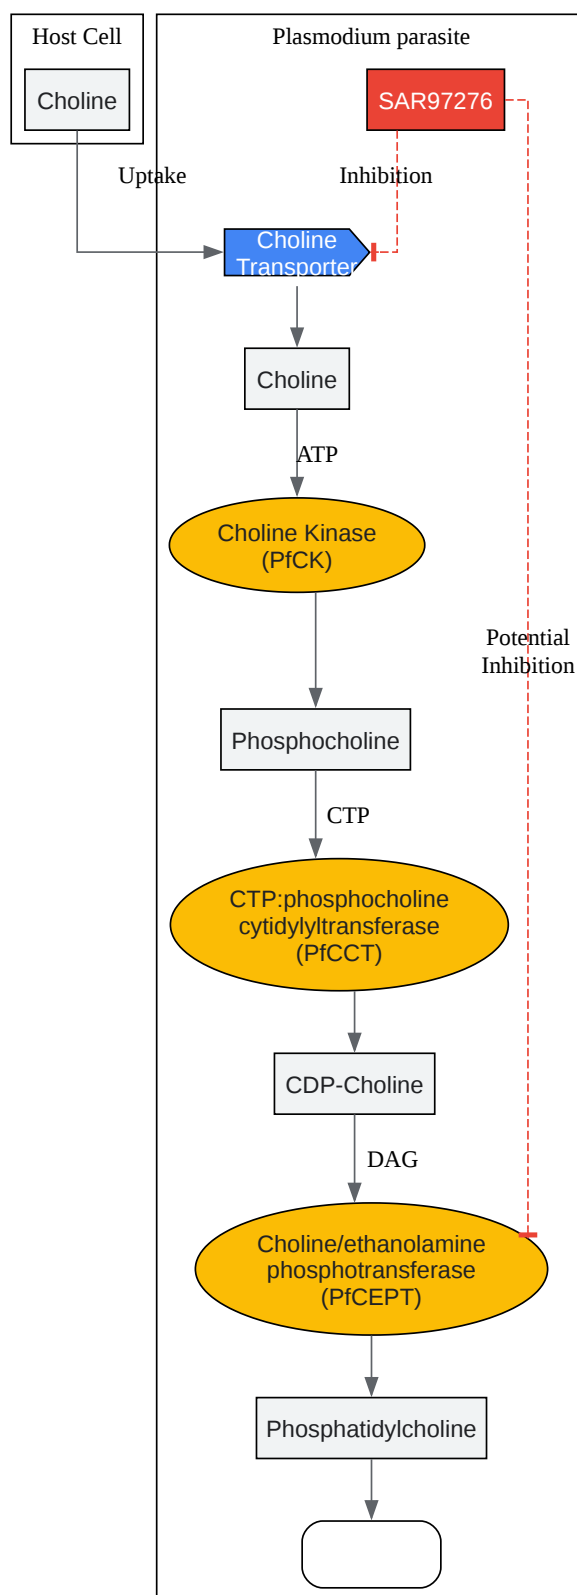 Host Cell
Plasmodium parasite
Choline
SAR97276
Uptake
Inhibition
Choline
Transporter
Choline
ATP
Choline Kinase
(PfCK)
Potential
Inhibition
Phosphocholine
CTP
CTP:phosphocholine
cytidylyltransferase
(PfCCT)
CDP-Choline
DAG
Choline/ethanolamine
phosphotransferase
(PfCEPT)
Phosphatidylcholine